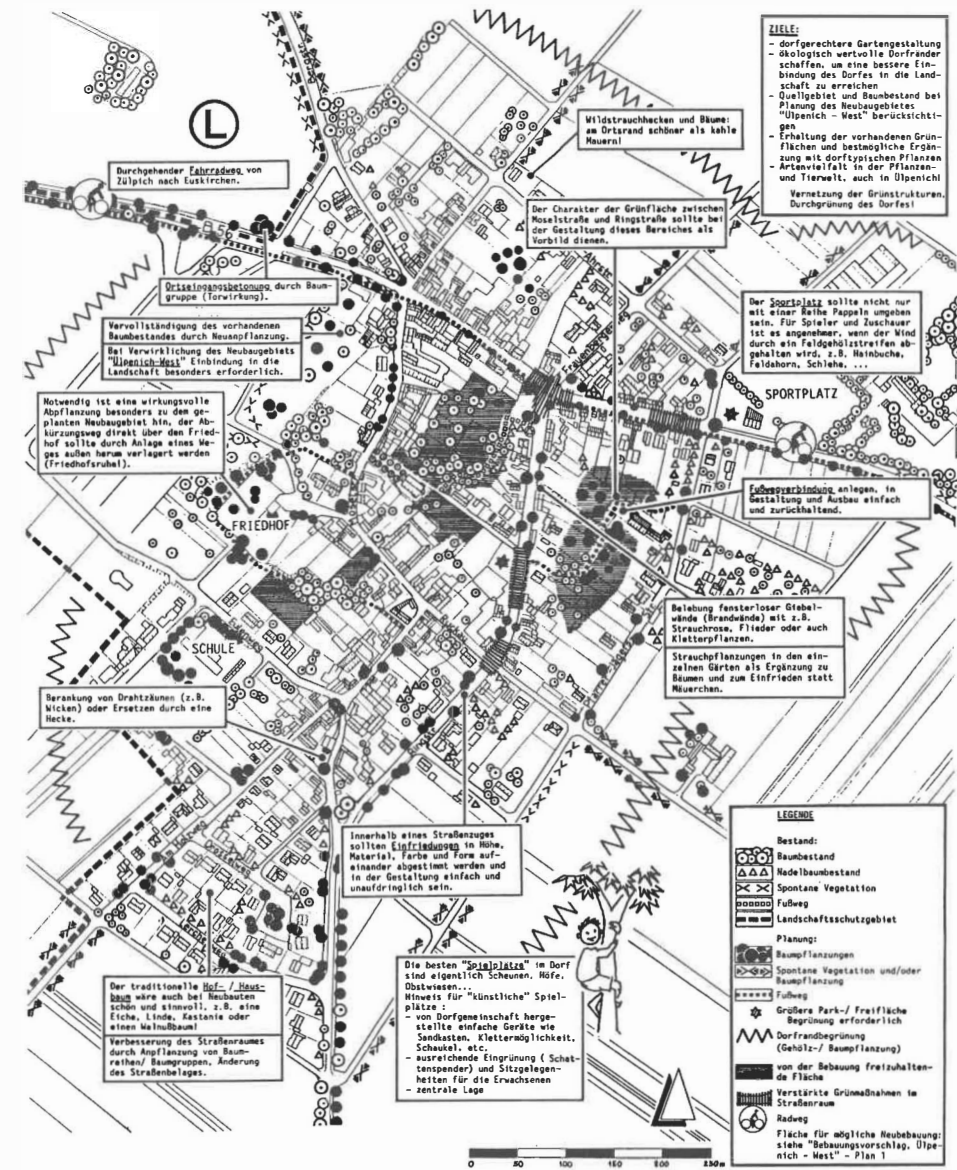 ZIELE:
- dorfgerechtere Gartengestaltung
- ökologisch wertvolle Dorfränder
schaffen, um eine bessere Ein-
bindung des Dorfes in die Land-
schaft zu erreichen
- Quellgebiet und Baumbestand bei
Planung des Neubaugebietes
"Ülpenich - West" berücksichti-
gen
- Erhaltung der vorhandenen Grün-
flächen und bestmögliche Ergän-
zung mit dorftypischen Pflanzen
- Artenvielfalt in der Pflanzen-
und Tierwelt, auch in Ülpenich!
Vernetzung der Grünstrukturen,
Durchgrünung des Dorfes!
L
Wildstrauchhecken und Bäume:
am Ortsrand schöner als kahle
Mauern!
Durchgehender Fahrradweg von
Zülpich nach Euskirchen.
Der Charakter der Grünfläche zwischen
Moselstraße und Ringstraße sollte bei
der Gestaltung dieses Bereiches als
Vorbild dienen.
B 56
Ortseingangsbetonung durch Baum-
gruppe (Torwirkung).
Der Sportplatz sollte nicht nur
mit einer Reihe Pappeln umgeben
sein. Für Spieler und Zuschauer
ist es angenehmer, wenn der Wind
durch ein Feldgehölzstreifen ab-
gehalten wird, z.B. Hainbuche,
Feldahorn, Schlehe, ...
Vervollständigung des vorhandenen
Baumbestandes durch Neuanpflanzung.
Bei Verwirklichung des Neubaugebiets
"Ülpenich-West" Einbindung in die
Landschaft besonders erforderlich.
SPORTPLATZ
Notwendig ist eine wirkungsvolle
Abpflanzung besonders zu dem ge-
planten Neubaugebiet hin, der Ab-
kürzungsweg direkt über den Fried-
hof sollte durch Anlage eines We-
ges außen herum verlagert werden
(Friedhofsruhe!).
Fußwegverbindung anlegen, in
Gestaltung und Ausbau einfach
und zurückhaltend.
FRIEDHOF
Belebung fensterloser Giebel-
wände (Brandwände) mit z.B.
Strauchrose, Flieder oder auch
Kletterpflanzen.
Strauchpflanzungen in den ein-
zelnen Gärten als Ergänzung zu
Bäumen und zum Einfrieden statt
Mäuerchen.
SCHULE
Berankung von Drahtzäunen (z.B.
Wicken) oder Ersetzen durch eine
Hecke.
Innerhalb eines Straßenzuges
sollten Einfriedungen in Höhe,
Material, Farbe und Form auf-
einander abgestimmt werden und
in der Gestaltung einfach und
unaufdringlich sein.
Der traditionelle Hof- / Haus-
baum wäre auch bei Neubauten
schön und sinnvoll, z.B. eine
Eiche, Linde, Kastanie oder
einen Walnußbaum!
Verbesserung des Straßenraumes
durch Anpflanzung von Baum-
reihen/ Baumgruppen, Änderung
des Straßenbelages.
Die besten "Spielplätze" im Dorf
sind eigentlich Scheunen, Höfe,
Obstwiesen...
Hinweis für "künstliche" Spiel-
plätze :
- von Dorfgemeinschaft herge-
stellte einfache Geräte wie
Sandkasten, Klettermöglichkeit,
Schaukel, etc.
- ausreichende Eingrünung ( Schat-
tenspender) und Sitzgelegen-
heiten für die Erwachsenen
- zentrale Lage
LEGENDE
Bestand:
Baumbestand
Nadelbaumbestand
Spontane Vegetation
Fußweg
Landschaftsschutzgebiet
Planung:
Baumpflanzungen
Spontane Vegetation und/oder
Baumpflanzung
Fußweg
Größere Park-/ Freifläche
Begrünung erforderlich
Dorfrandbegrünung
(Gehölz-/ Baumpflanzung)
von der Bebauung freizuhalten-
de Fläche
Verstärkte Grünmaßnahmen im
Straßenraum
Radweg
Fläche für mögliche Neubebauung:
siehe "Bebauungsvorschlag, Ülpe-
nich - West" - Plan 1
0 50 100 150 200 250m